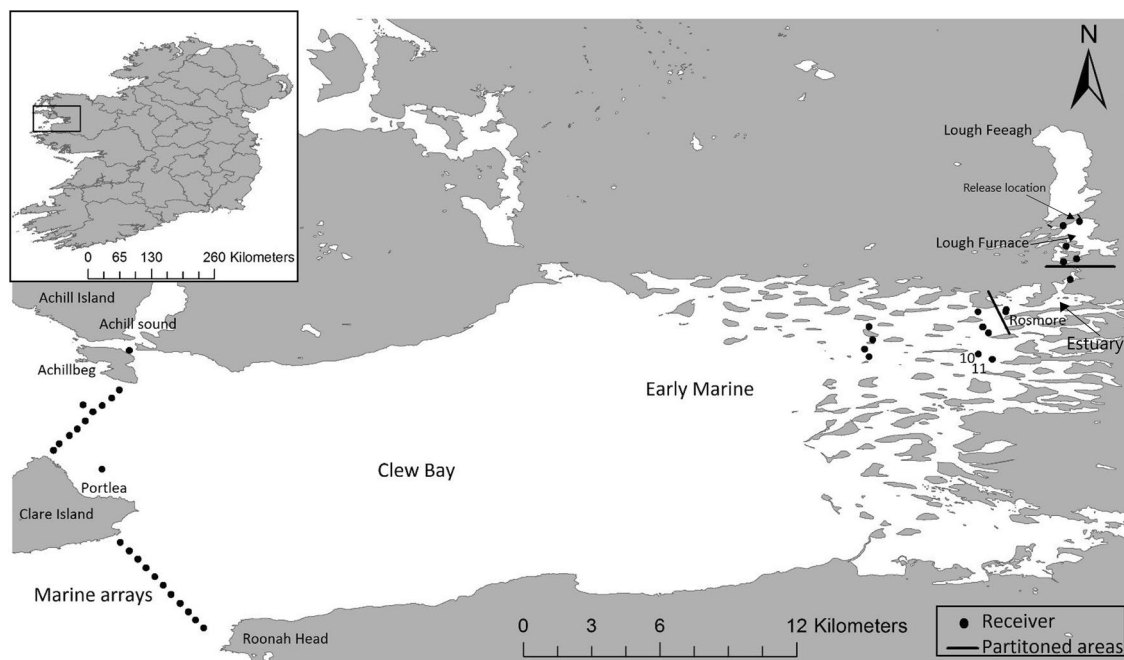 N
Lough Feeagh
Release location
Lough Furnace
0 65 130 260 Kilometers
Achill Island
Achill sound
Rosmore
Estuary
Achillbeg
10
11
Early Marine
Clew Bay
Portlea
Clare Island
Marine arrays
Roonah Head
0 3 6 12 Kilometers
Receiver
Partitoned areas